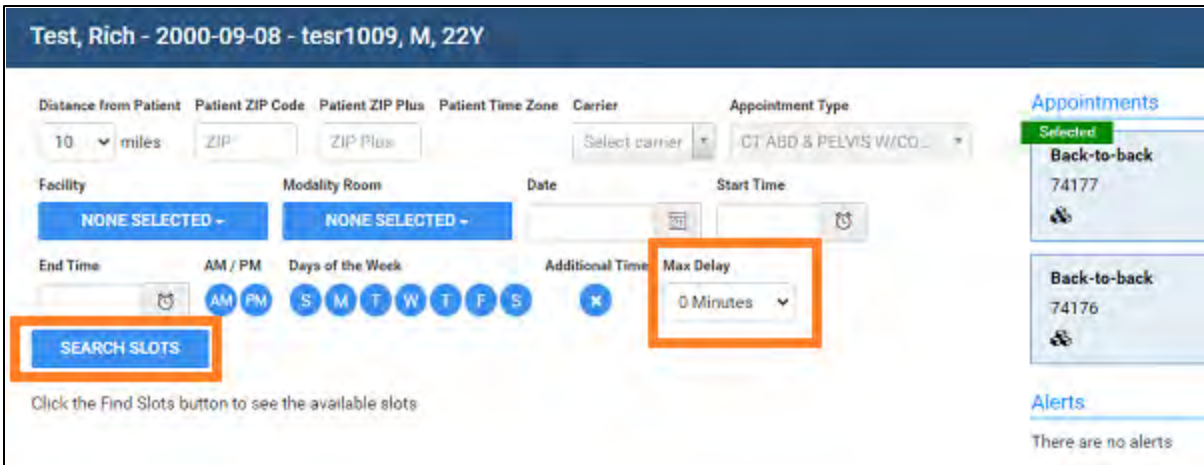 Test, Rich - 2000-09-08 - tesr1009, M, 22Y
Distance from Patient Patient ZIP Code Patient ZIP Plus Patient Time Zone Carrier Appointment Type
10 miles ZIP ZIP Plus Select carrier CT ABD & PELVIS W/CO...
Facility Modality Room Date Start Time
NONE SELECTED NONE SELECTED
End Time AM / PM Days of the Week Additional Time Max Delay
AM PM S M T W T F S 0 Minutes
SEARCH SLOTS
Click the Find Slots button to see the available slots
Appointments
Selected
Back-to-back
74177
Back-to-back
74176
Alerts
There are no alerts